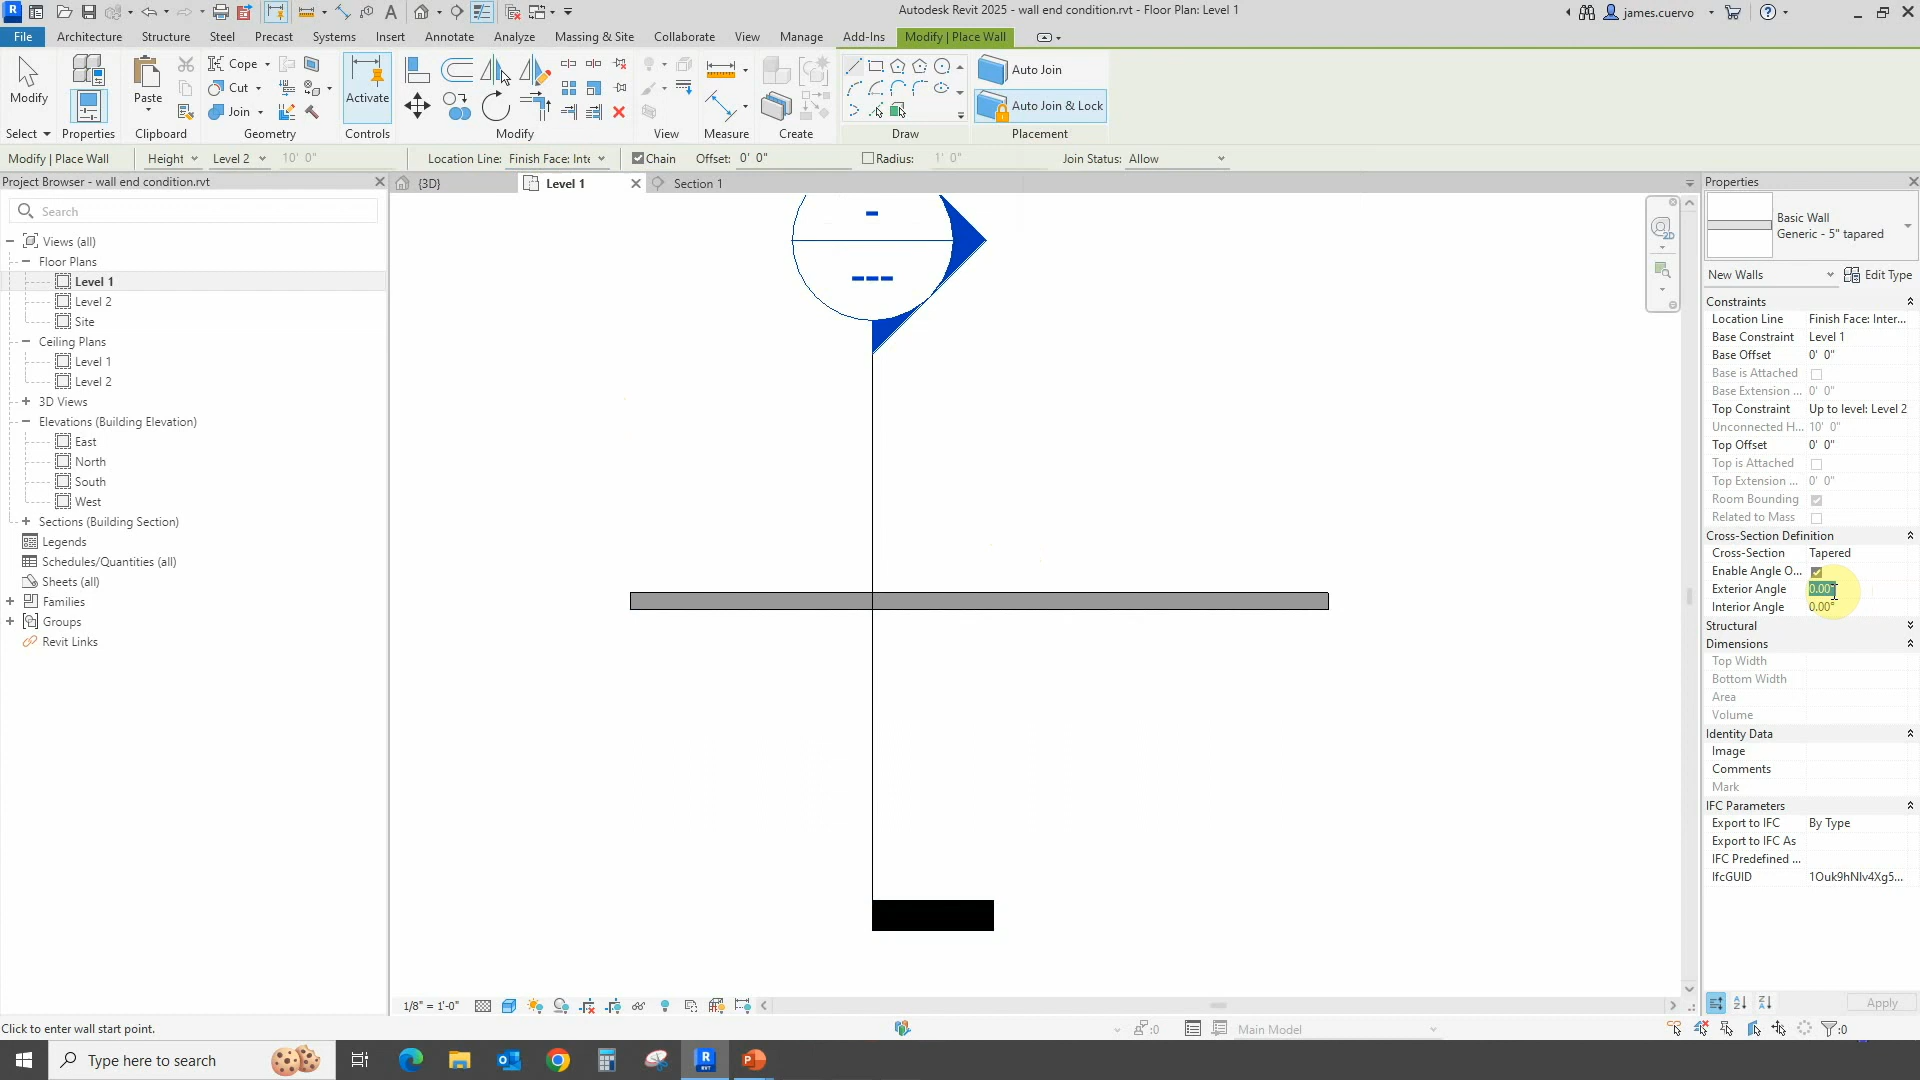 Autodesk Revit 2025 - wall end condition.rvt - Floor Plan: Level 1
james.cuervo
File Architecture Structure Steel Precast Systems Insert Annotate Analyze Massing & Site Collaborate View Manage Add-Ins Modify | Place Wall
Modify
Paste
Cope
Cut
Join
Activate
Auto Join
Auto Join & Lock
Select Properties Clipboard Geometry Controls Modify View Measure Create Draw Placement
Modify | Place Wall Height Level 2 10' 0" Location Line: Finish Face: Inte Chain Offset: 0' 0" Radius: 1' 0" Join Status: Allow
Project Browser - wall end condition.rvt
Search
Views (all)
Floor Plans
Level 1
Level 2
Site
Ceiling Plans
Level 1
Level 2
3D Views
Elevations (Building Elevation)
East
North
South
West
Sections (Building Section)
Legends
Schedules/Quantities (all)
Sheets (all)
Families
Groups
Revit Links
{3D} Level 1 Section 1
2D
Properties
Basic Wall
Generic - 5" tapered
New Walls Edit Type
Constraints
Location Line Finish Face: Inter...
Base Constraint Level 1
Base Offset 0' 0"
Base is Attached
Base Extension ... 0' 0"
Top Constraint Up to level: Level 2
Unconnected H... 10' 0"
Top Offset 0' 0"
Top is Attached
Top Extension ... 0' 0"
Room Bounding
Related to Mass
Cross-Section Definition
Cross-Section Tapered
Enable Angle O...
Exterior Angle 0.00°
Interior Angle 0.00°
Structural
Dimensions
Top Width
Bottom Width
Area
Volume
Identity Data
Image
Comments
Mark
IFC Parameters
Export to IFC By Type
Export to IFC As
IFC Predefined ...
IfcGUID 1Ouk9hNlv4Xg5...
Apply
1/8" = 1'-0"
Click to enter wall start point.
:0
Main Model
:0
Type here to search